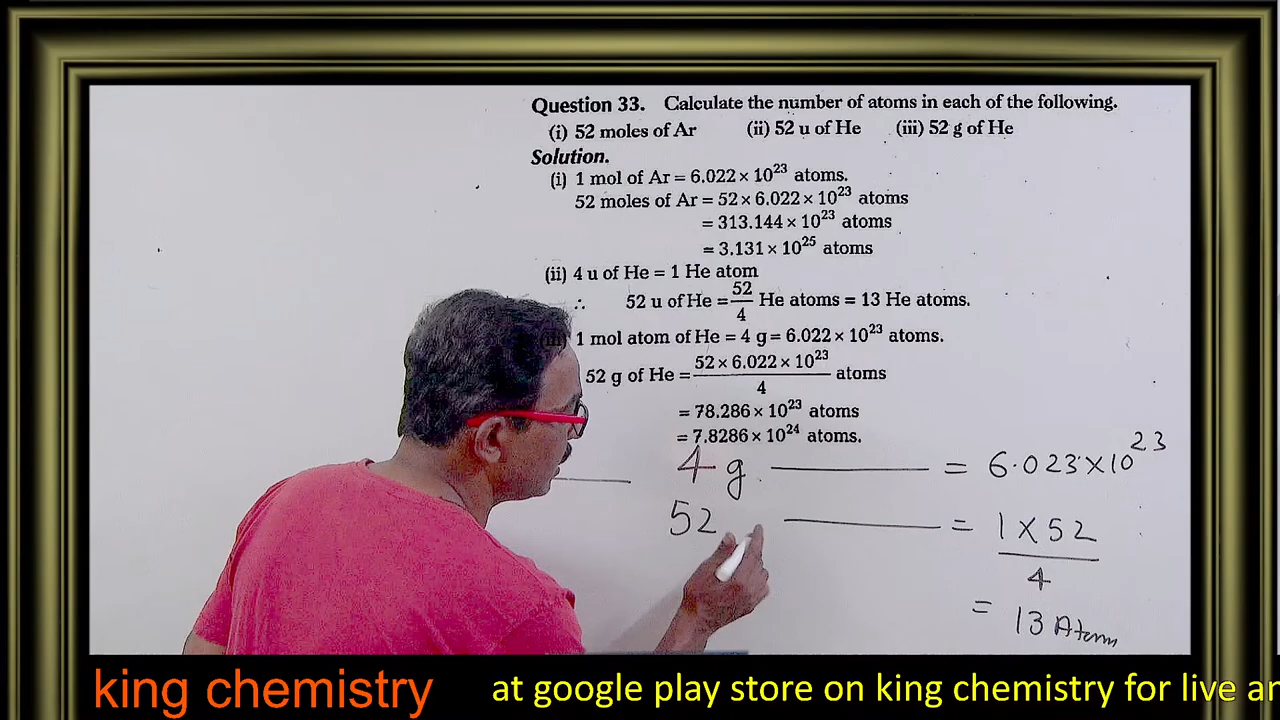 Question 33. Calculate the number of atoms in each of the following.
(i) 52 moles of Ar (ii) 52 u of He (iii) 52 g of He
Solution.
(i) 1 mol of Ar = 6.022 × 10²³ atoms.
52 moles of Ar = 52 × 6.022 × 10²³ atoms
= 313.144 × 10²³ atoms
= 3.131 × 10²⁵ atoms
(ii) 4 u of He = 1 He atom
∴ 52 u of He = 52/4 He atoms = 13 He atoms.
1 mol atom of He = 4 g = 6.022 × 10²³ atoms.
52 g of He = 52 × 6.022 × 10²³/4 atoms
= 78.286 × 10²³ atoms
= 7.8286 × 10²⁴ atoms.
4 g = 6.023 × 10²³
52 = 1 × 52/4
= 13 Atom
king chemistry
at google play store on king chemistry for live